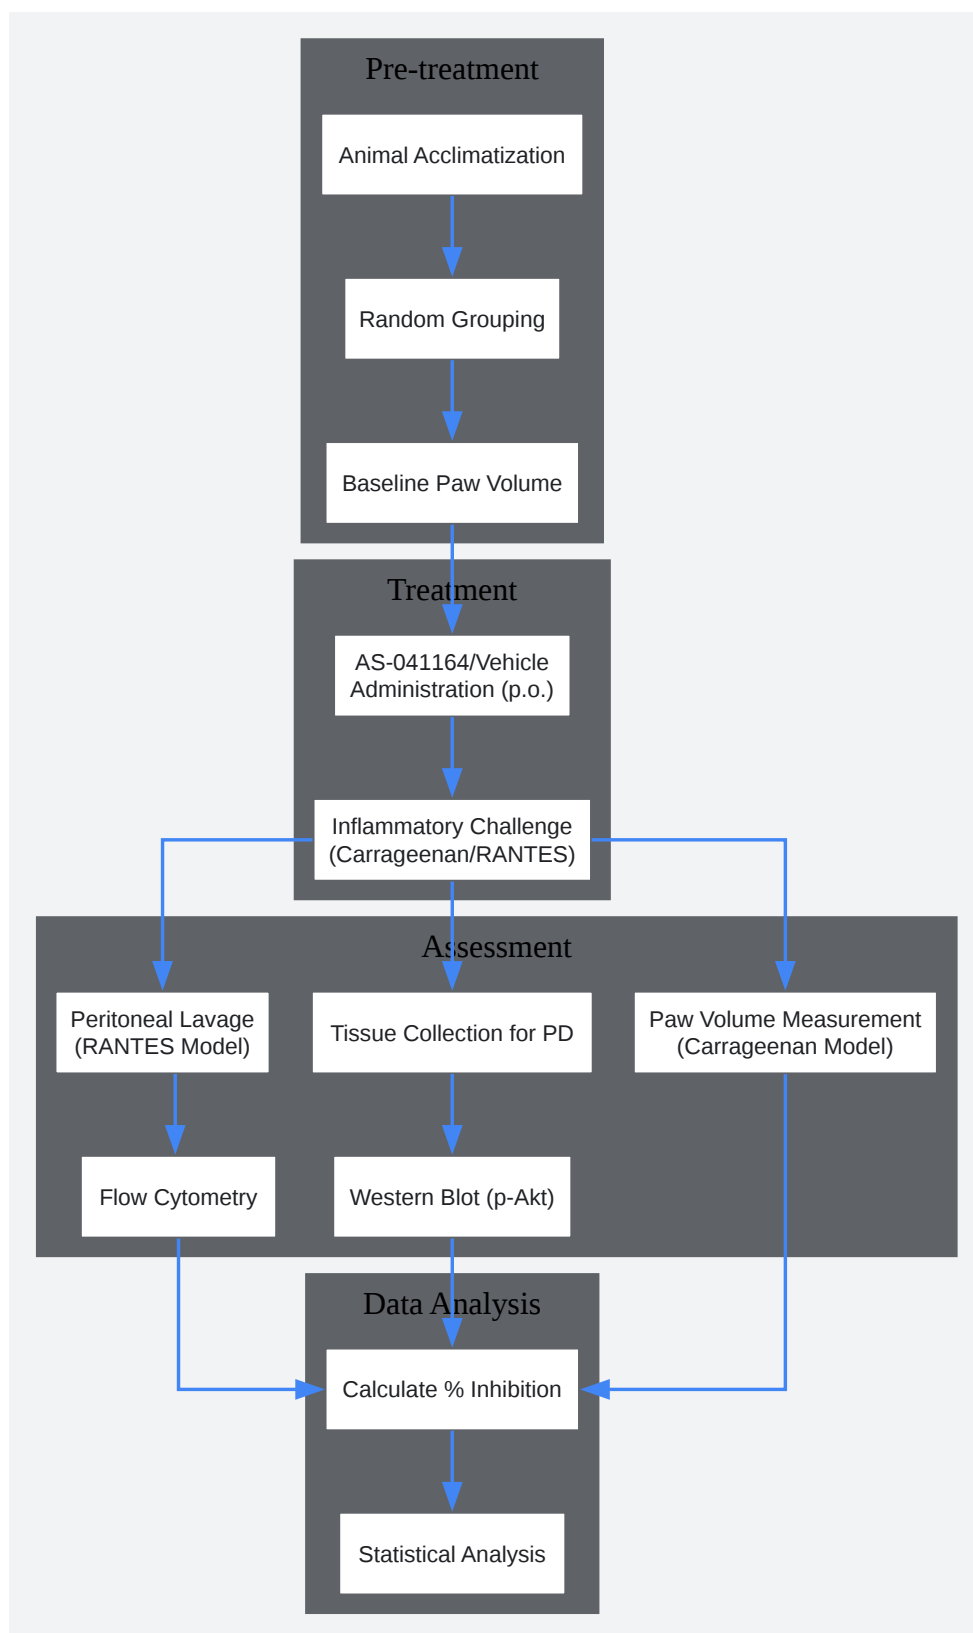 Pre-treatment
Animal Acclimatization
Random Grouping
Baseline Paw Volume
Treatment
AS-041164/Vehicle
Administration (p.o.)
Inflammatory Challenge
(Carrageenan/RANTES)
Assessment
Peritoneal Lavage
(RANTES Model)
Tissue Collection for PD
Paw Volume Measurement
(Carrageenan Model)
Flow Cytometry
Western Blot (p-Akt)
Data Analysis
Calculate % Inhibition
Statistical Analysis